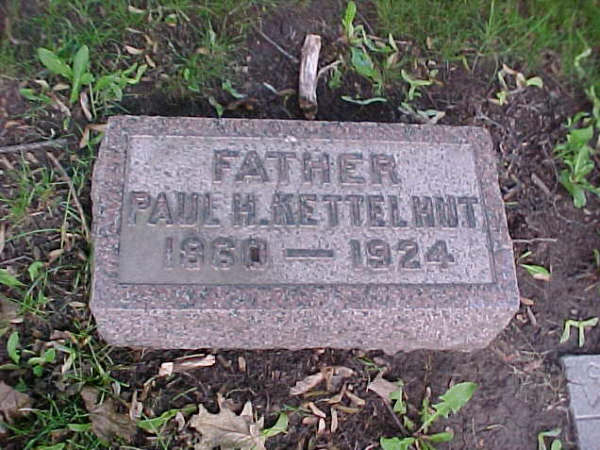 FATHER
PAUL H. KETTELHUT
1860 — 1924